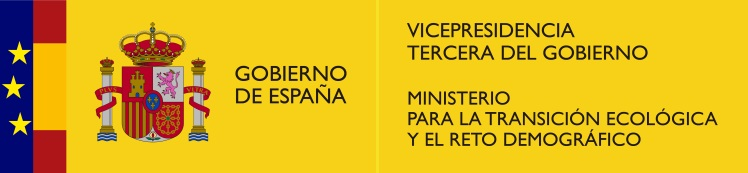 GOBIERNO
DE ESPAÑA
VICEPRESIDENCIA
TERCERA DEL GOBIERNO
MINISTERIO
PARA LA TRANSICIÓN ECOLÓGICA
Y EL RETO DEMOGRÁFICO